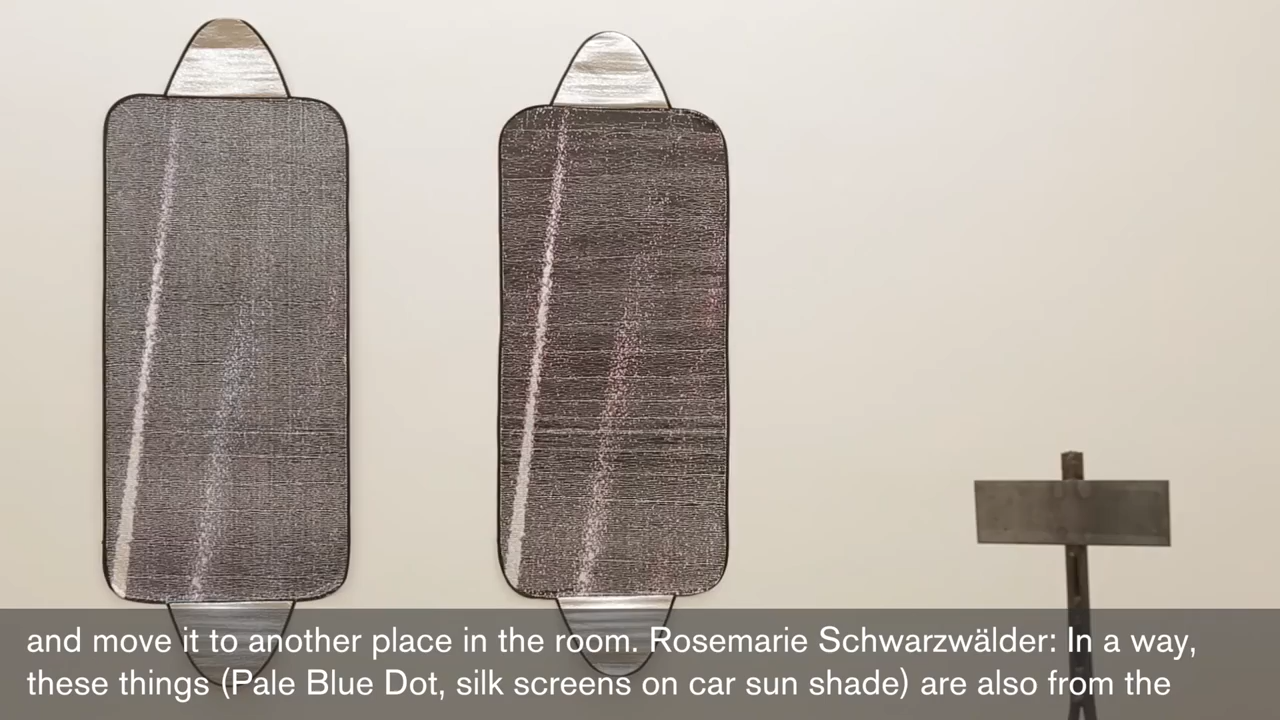 and move it to another place in the room. Rosemarie Schwarzwälder: In a way,
these things (Pale Blue Dot, silk screens on car sun shade) are also from the